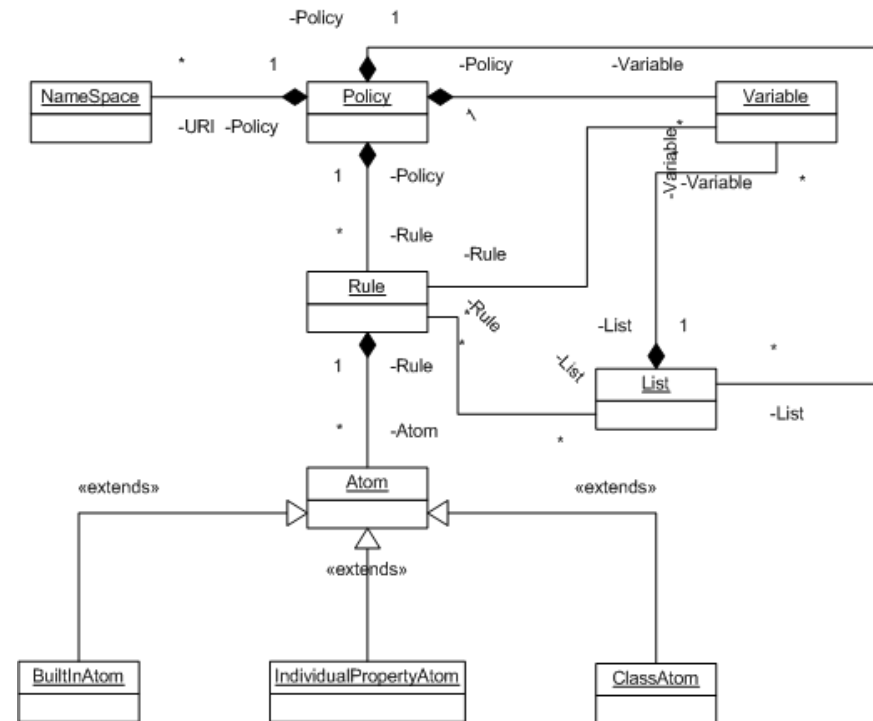 -Policy 1
* 1 -Policy -Variable
NameSpace Policy Variable
-URI -Policy 1 *
1 -Policy -Variable -Variable *
* -Rule
-Rule
Rule
-Rule *
*
1 -Rule -List 1 *
-List List
-List
* -Atom *
Atom
«extends» «extends»
«extends»
BuiltInAtom IndividualPropertyAtom ClassAtom